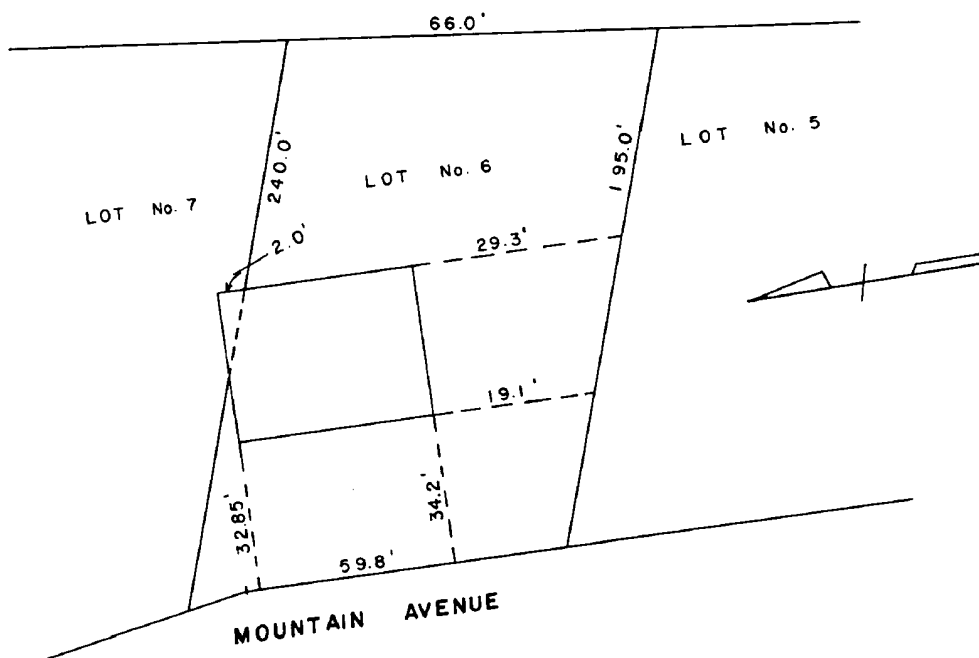 66.0'
240.0'
195.0'
LOT No. 5
LOT No. 6
LOT No. 7
2.0'
29.3'
19.1'
32.85'
34.2'
59.8'
MOUNTAIN AVENUE